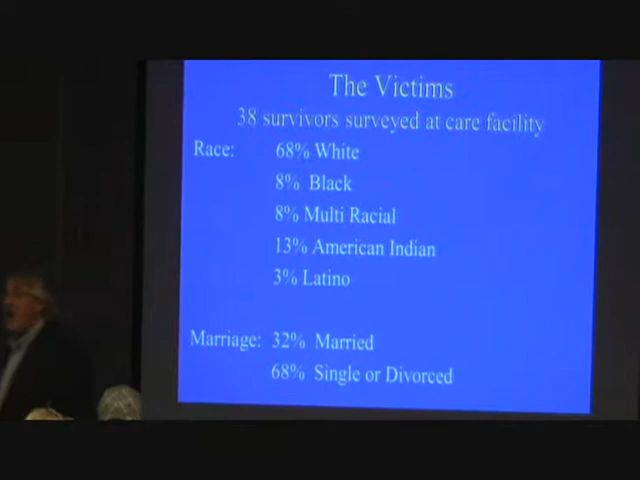 The Victims
38 survivors surveyed at care facility
Race: 68% White
8% Black
8% Multi Racial
13% American Indian
3% Latino
Marriage: 32% Married
68% Single or Divorced